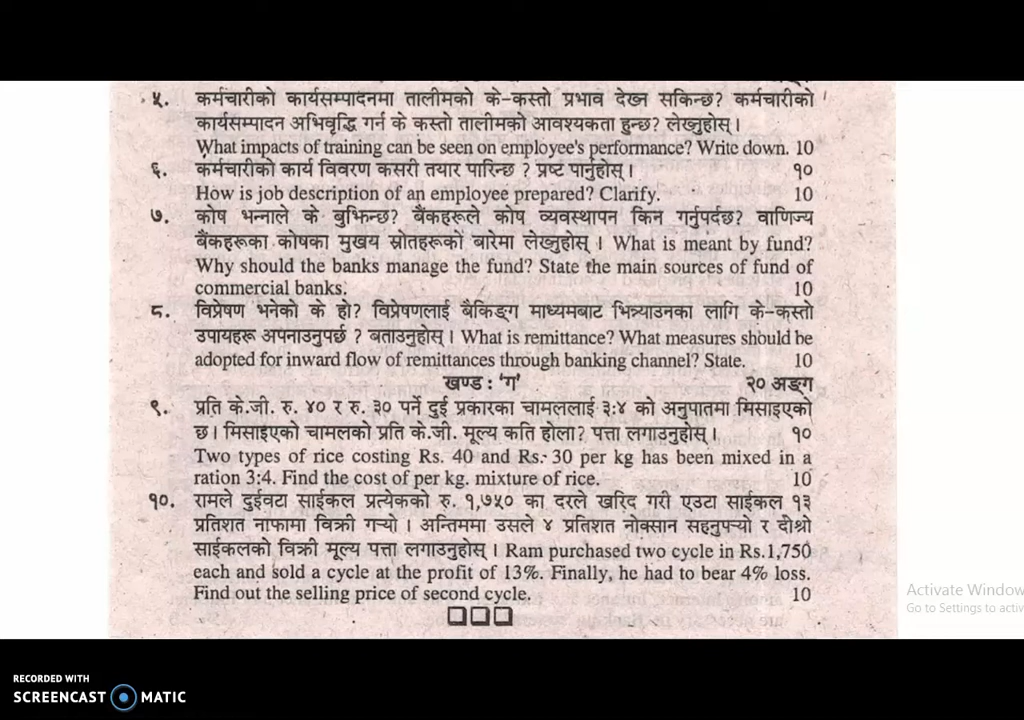 ५. कर्मचारीको कार्यसम्पादनमा तालीमको के-कस्तो प्रभाव देख्न सकिन्छ? कर्मचारीको
कार्यसम्पादन अभिवृद्धि गर्न के कस्तो तालीमको आवश्यकता हुन्छ? लेख्नुहोस्।
What impacts of training can be seen on employee's performance? Write down. 10
६. कर्मचारीको कार्य विवरण कसरी तयार पारिन्छ ? प्रष्ट पार्नुहोस्। १०
How is job description of an employee prepared? Clarify. 10
७. कोष भन्नाले के बुझिन्छ? बैंकहरूले कोष व्यवस्थापन किन गर्नुपर्दछ? वाणिज्य
बैंकहरूका कोषका मुखय स्रोतहरूको बारेमा लेख्नुहोस् । What is meant by fund?
Why should the banks manage the fund? State the main sources of fund of
commercial banks. 10
८. विप्रेषण भनेको के हो? विप्रेषणलाई बैकिङ्ग माध्यमबाट भित्र्याउनका लागि के-कस्तो
उपायहरू अपनाउनुपर्छ ? बताउनुहोस् । What is remittance? What measures should be
adopted for inward flow of remittances through banking channel? State. 10
खण्ड : 'ग' २० अङ्ग
९. प्रति के.जी. रु. ४० र रु. ३० पर्ने दुई प्रकारका चामललाई ३:४ को अनुपातमा मिसाइएको
छ। मिसाइएको चामलको प्रति के.जी. मूल्य कति होला? पत्ता लगाउनुहोस्। १०
Two types of rice costing Rs. 40 and Rs. 30 per kg has been mixed in a
ration 3:4. Find the cost of per kg. mixture of rice. 10
१०. रामले दुईवटा साईकल प्रत्येकको रु. १,७५० का दरले खरिद गरी एउटा साईकल १३
प्रतिशत नाफामा विक्री गर्‍यो । अन्तिममा उसले ४ प्रतिशत नोक्सान सहनुपर्‍यो र दोश्रो
साईकलको विक्री मूल्य पत्ता लगाउनुहोस् । Ram purchased two cycle in Rs.1,750
each and sold a cycle at the profit of 13%. Finally, he had to bear 4% loss.
Find out the selling price of second cycle. 10
Activate Window
Go to Settings to activ
RECORDED WITH
SCREENCAST MATIC